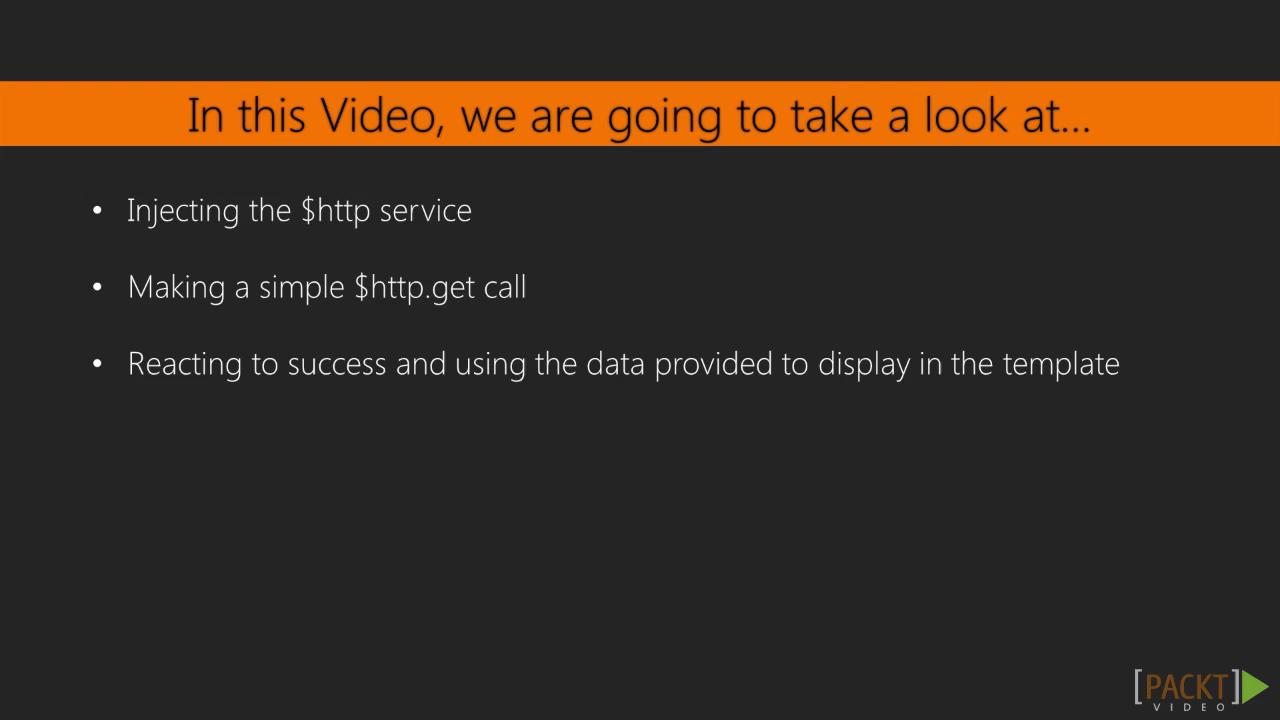 In this Video, we are going to take a look at...
• Injecting the $http service
• Making a simple $http.get call
• Reacting to success and using the data provided to display in the template
[PACKT]
VIDEO